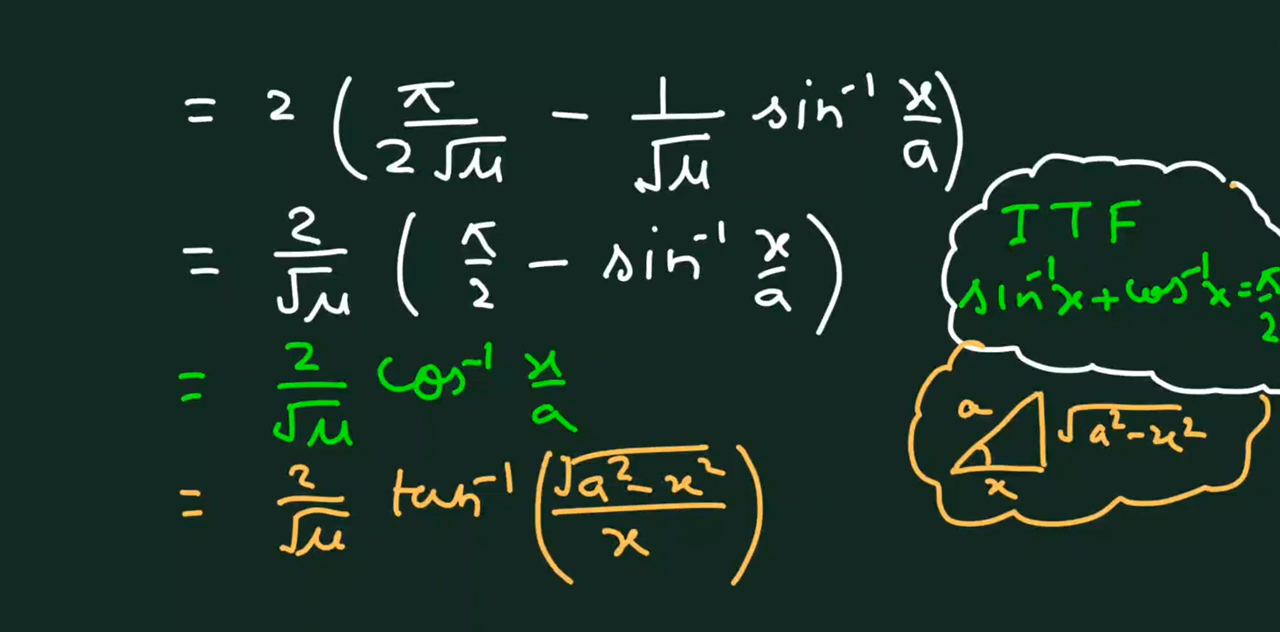 = 2 ( π / 2√μ − 1 / √μ sin⁻¹ x/a )
= 2 / √μ ( π/2 − sin⁻¹ x/a )
= 2 / √μ cos⁻¹ x/a
= 2 / √μ tan⁻¹ ( √a²−x² / x )
ITF
sin⁻¹x + cos⁻¹x = π/2
a √a²−x²
x